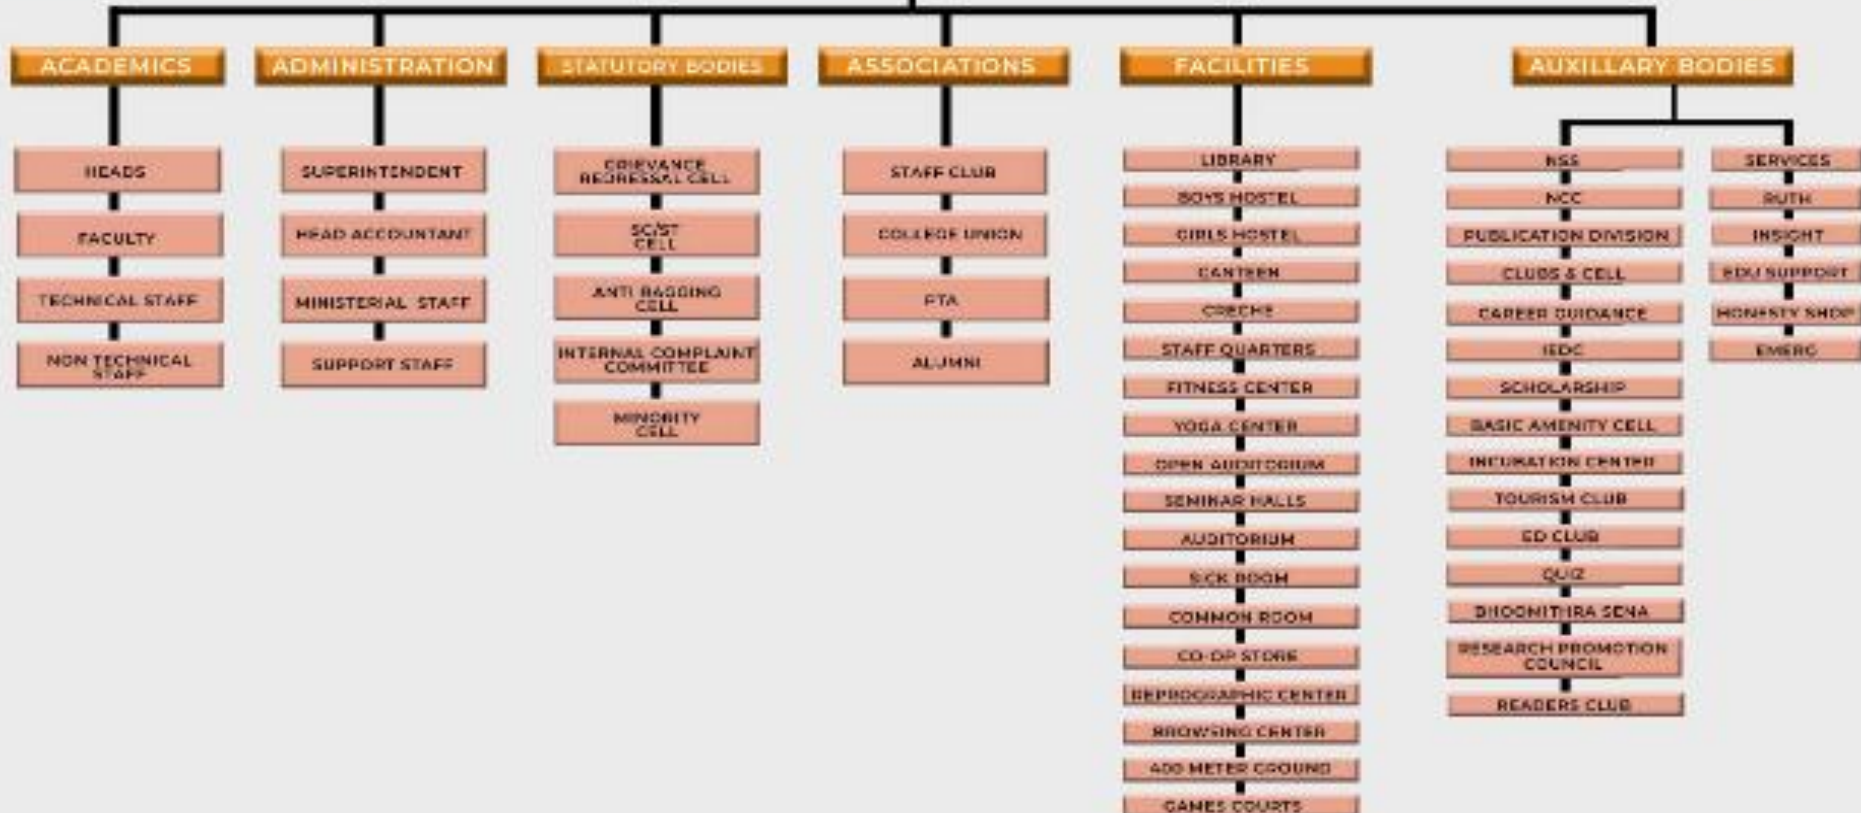 ACADEMICS
HEADS
FACULTY
TECHNICAL STAFF
NON TECHNICAL
STAFF
ADMINISTRATION
SUPERINTENDENT
HEAD ACCOUNTANT
MINISTERIAL STAFF
SUPPORT STAFF
STATUTORY BODIES
GRIEVANCE
REDRESSAL CELL
SC/ST
CELL
ANTI RAGGING
CELL
INTERNAL COMPLAINT
COMMITTEE
MINORITY
CELL
ASSOCIATIONS
STAFF CLUB
COLLEGE UNION
PTA
ALUMNI
FACILITIES
LIBRARY
BOYS HOSTEL
GIRLS HOSTEL
CANTEEN
CRECHE
STAFF QUARTERS
FITNESS CENTER
YOGA CENTER
OPEN AUDITORIUM
SEMINAR HALLS
AUDITORIUM
SICK ROOM
COMMON ROOM
CO-OP STORE
REPROGRAPHIC CENTER
BROWSING CENTER
400 METER GROUND
GAMES COURTS
AUXILLARY BODIES
NSS
NCC
PUBLICATION DIVISION
CLUBS & CELL
CAREER GUIDANCE
IEDC
SCHOLARSHIP
BASIC AMENITY CELL
INCUBATION CENTER
TOURISM CLUB
ED CLUB
QUIZ
BHOOMITHRA SENA
RESEARCH PROMOTION
COUNCIL
READERS CLUB
SERVICES
RUTH
INSIGHT
EDU SUPPORT
HONESTY SHOP
EMERG